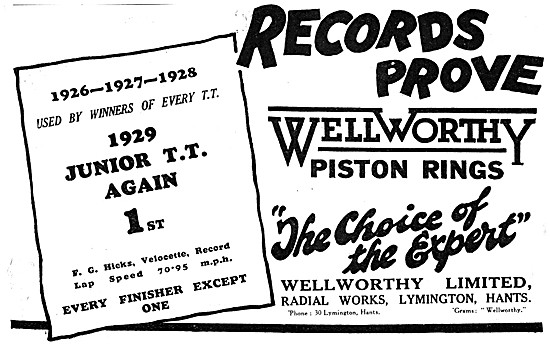 RECORDS
PROVE
1926—1927—1928
USED BY WINNERS OF EVERY T.T.
1929
JUNIOR T.T.
AGAIN
1ST
F. G. Hicks, Velocette, Record
Lap Speed 70·95 m.p.h.
EVERY FINISHER EXCEPT
ONE
WELLWORTHY
PISTON RINGS
"The Choice of
the Expert"
WELLWORTHY LIMITED,
RADIAL WORKS, LYMINGTON, HANTS.
'Phone: 30 Lymington, Hants. 'Grams: "Wellworthy."